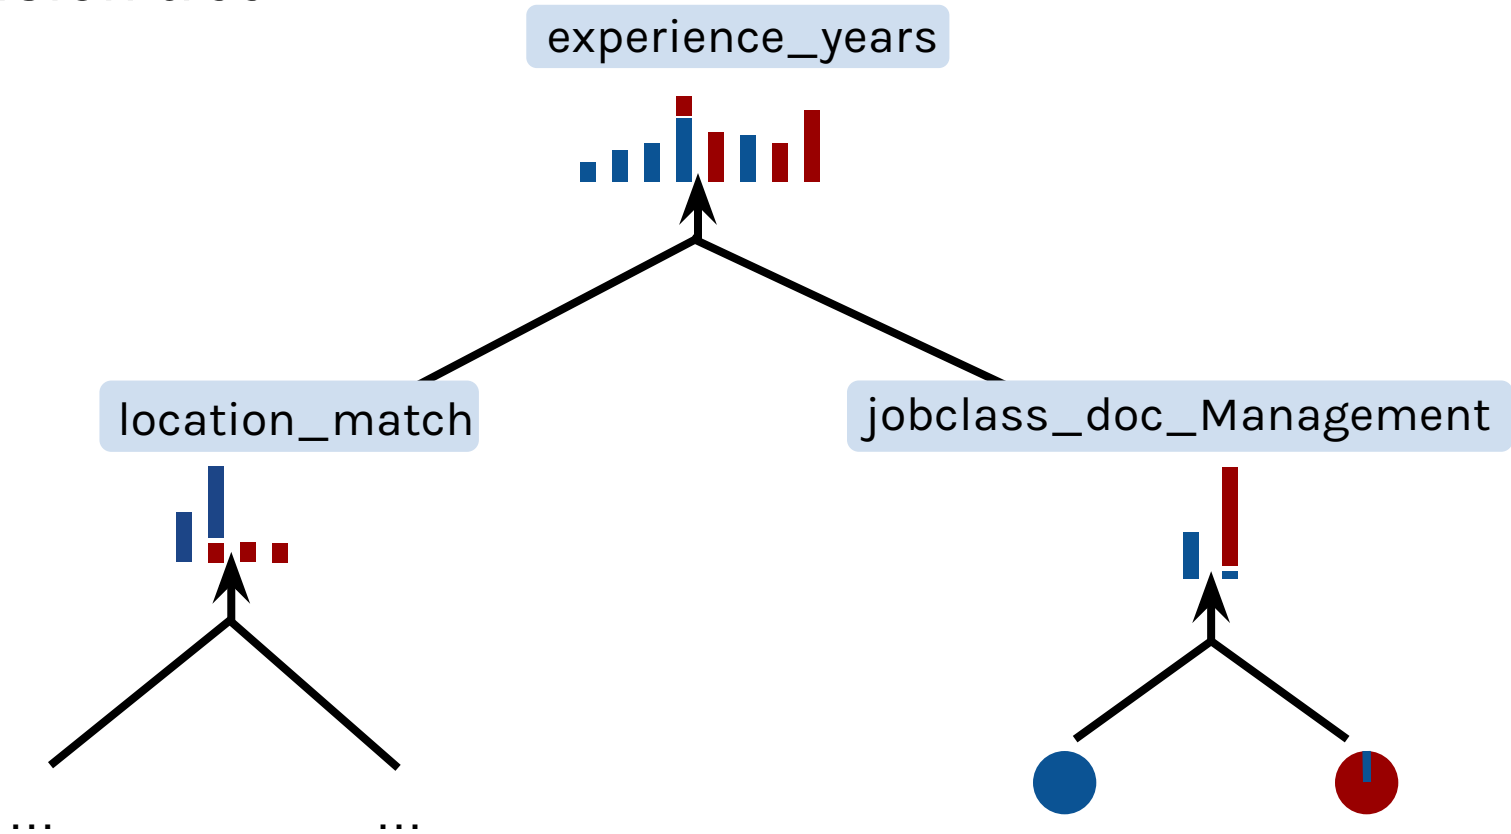 experience_years
location_match
jobclass_doc_Management
... ...